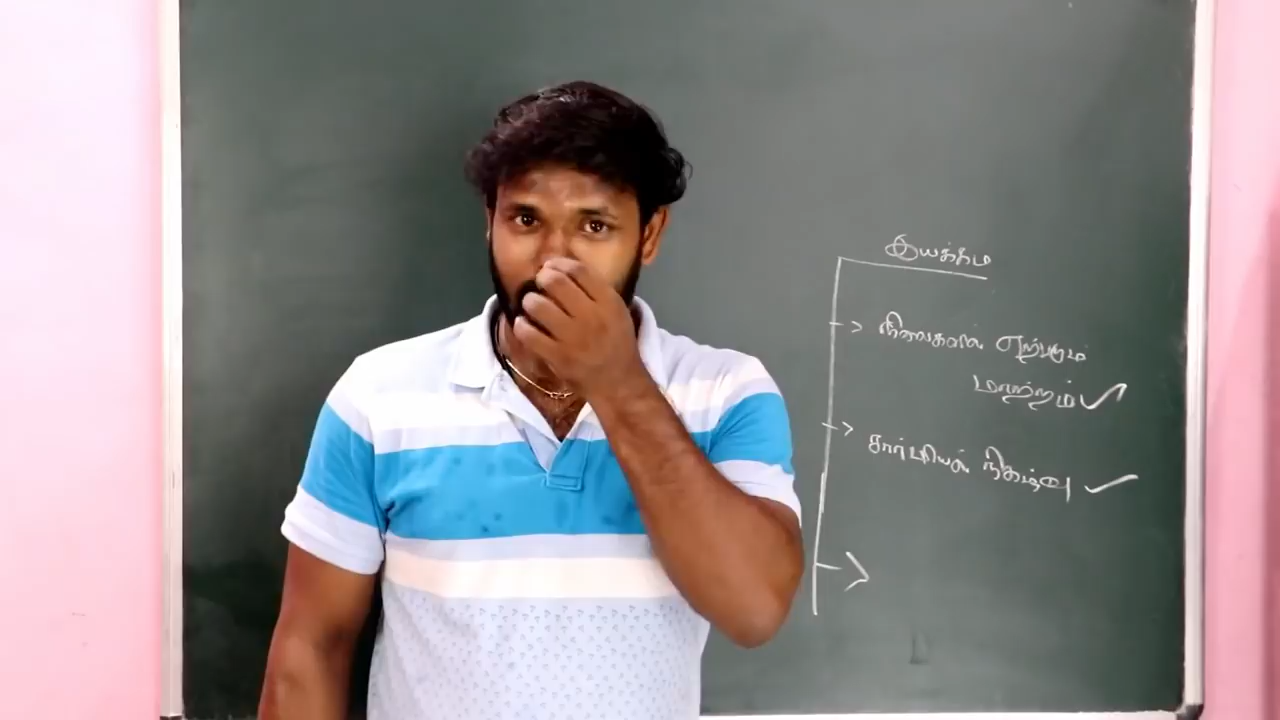 இயக்கம்
நிலைகளில் ஏற்படும்
மாற்றம்
சார்பியல் நிகழ்வு